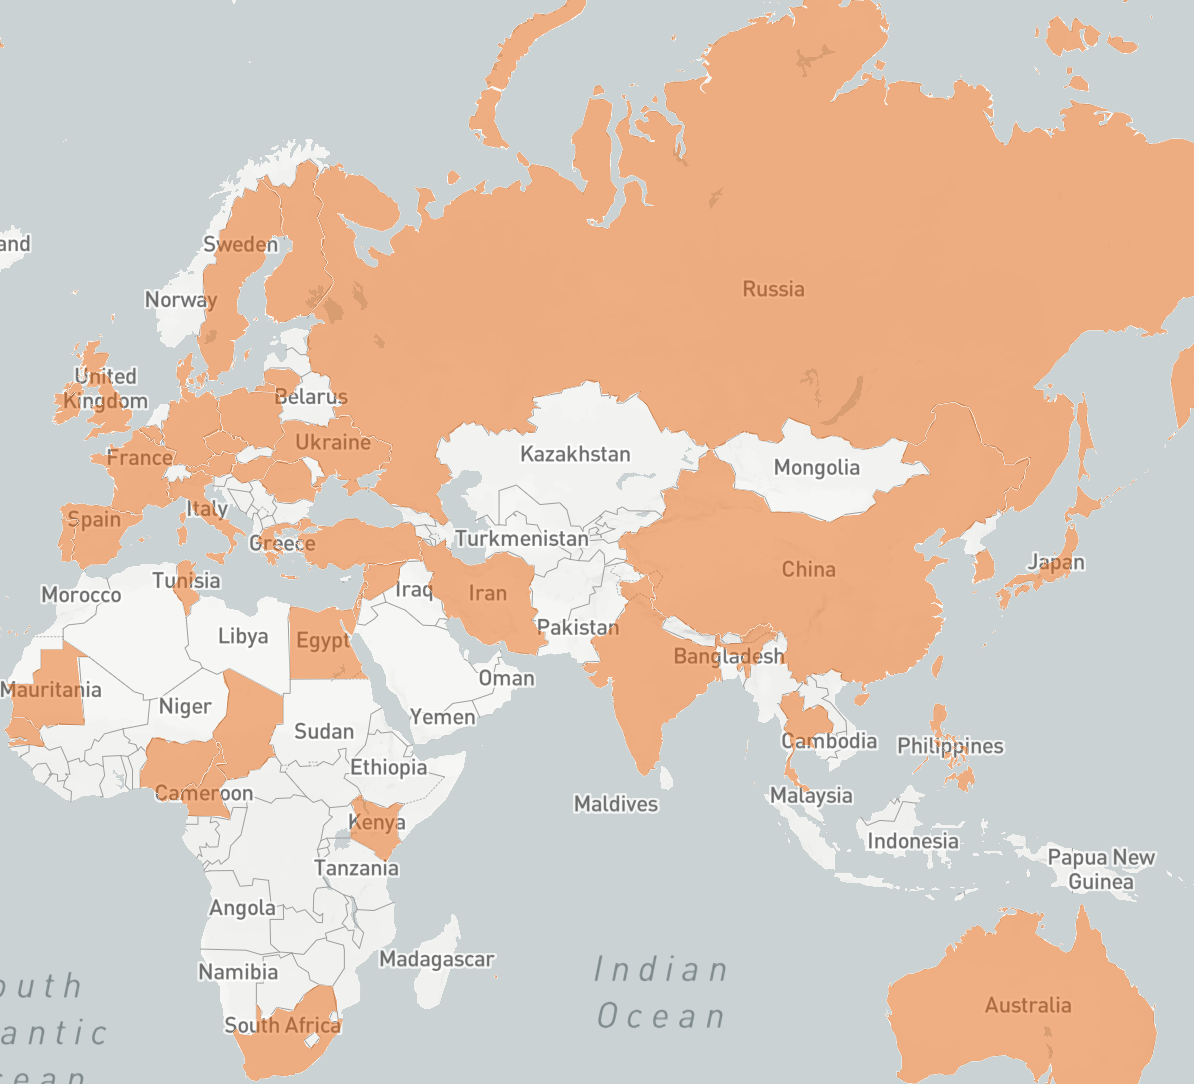 and
Sweden
Norway
Russia
United
Kingdom
Belarus
Ukraine
France
Kazakhstan
Mongolia
Spain
Italy
Greece
Turkmenistan
Japan
China
Tunisia
Morocco
Iraq
Iran
Pakistan
Libya
Egypt
Bangladesh
Oman
Mauritania
Niger
Yemen
Sudan
Cambodia
Philippines
Ethiopia
Cameroon
Maldives
Malaysia
Kenya
Indonesia
Tanzania
Papua New
Guinea
Angola
Madagascar
Namibia
Indian
Ocean
outh
antic
cean
South Africa
Australia